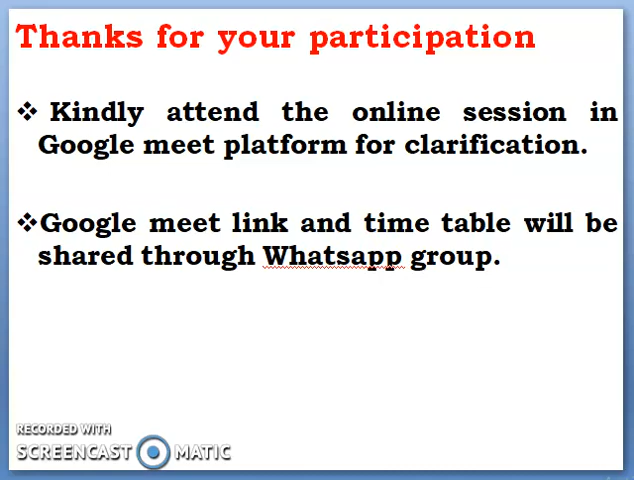 Thanks for your participation
❖ Kindly attend the online session in
Google meet platform for clarification.
❖Google meet link and time table will be
shared through Whatsapp group.
RECORDED WITH
SCREENCAST MATIC